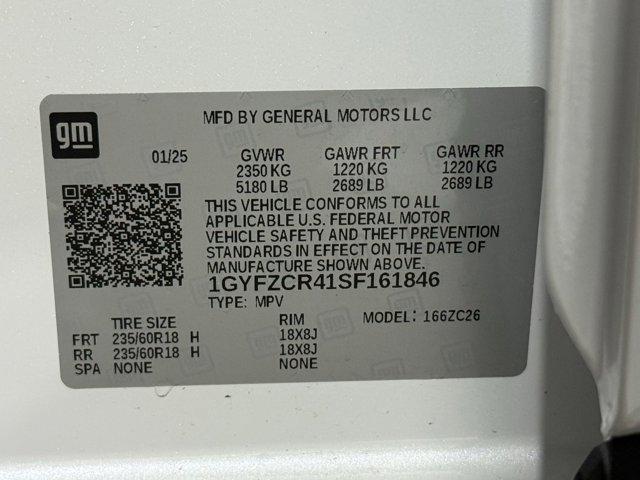 gm
MFD BY GENERAL MOTORS LLC
01/25 GVWR GAWR FRT GAWR RR
2350 KG 1220 KG 1220 KG
5180 LB 2689 LB 2689 LB
THIS VEHICLE CONFORMS TO ALL
APPLICABLE U.S. FEDERAL MOTOR
VEHICLE SAFETY AND THEFT PREVENTION
STANDARDS IN EFFECT ON THE DATE OF
MANUFACTURE SHOWN ABOVE.
1GYFZCR41SF161846
TYPE: MPV
TIRE SIZE RIM MODEL: 166ZC26
FRT 235/60R18 H 18X8J
RR 235/60R18 H 18X8J
SPA NONE NONE